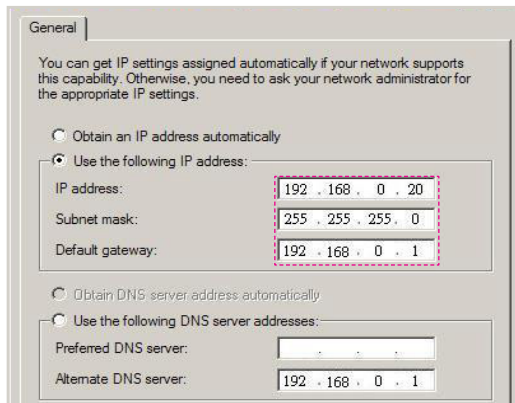 General
You can get IP settings assigned automatically if your network supports
this capability. Otherwise, you need to ask your network administrator for
the appropriate IP settings.
Obtain an IP address automatically
Use the following IP address:
IP address: 192 . 168 . 0 . 20
Subnet mask: 255 . 255 . 255 . 0
Default gateway: 192 . 168 . 0 . 1
Obtain DNS server address automatically
Use the following DNS server addresses:
Preferred DNS server: . . .
Alternate DNS server: 192 . 168 . 0 . 1